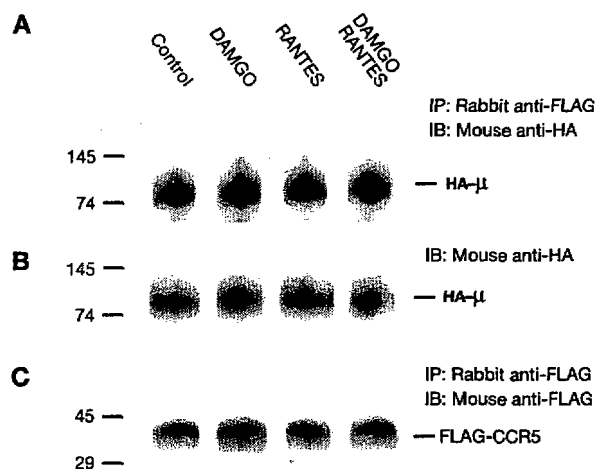 A
Control
DAMGO
RANTES
DAMGO
RANTES
IP: Rabbit anti-FLAG
IB: Mouse anti-HA
145
74
HA-μ
B
IB: Mouse anti-HA
145
74
HA-μ
C
IP: Rabbit anti-FLAG
IB: Mouse anti-FLAG
45
29
FLAG-CCR5